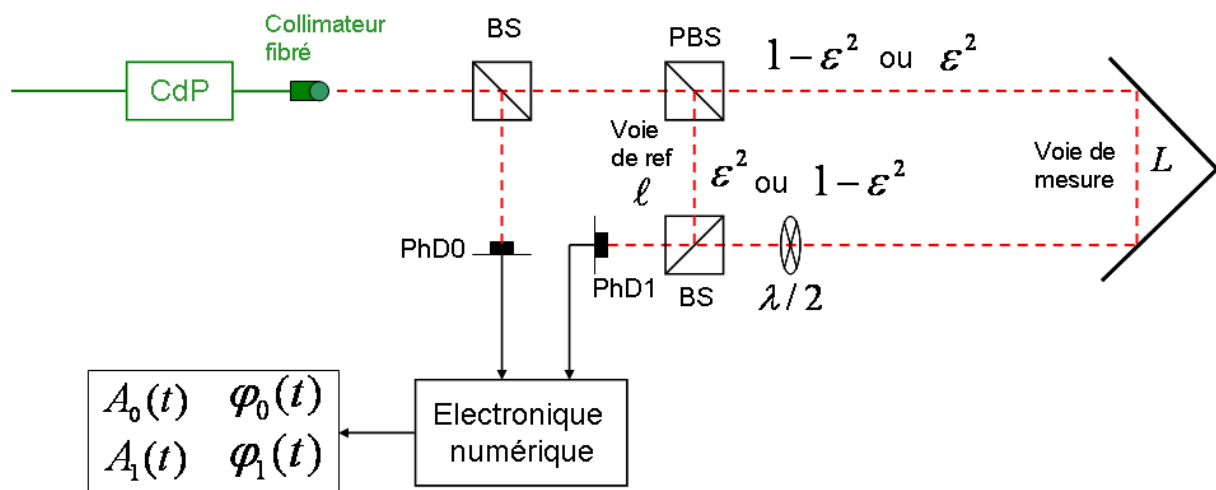 Collimateur
fibré
CdP
BS
PBS
1-ε² ou ε²
Voie
de ref
ℓ
ε² ou 1-ε²
Voie de
mesure
L
PhD0
PhD1
BS
λ/2
A₀(t) φ₀(t)
A₁(t) φ₁(t)
Electronique
numérique